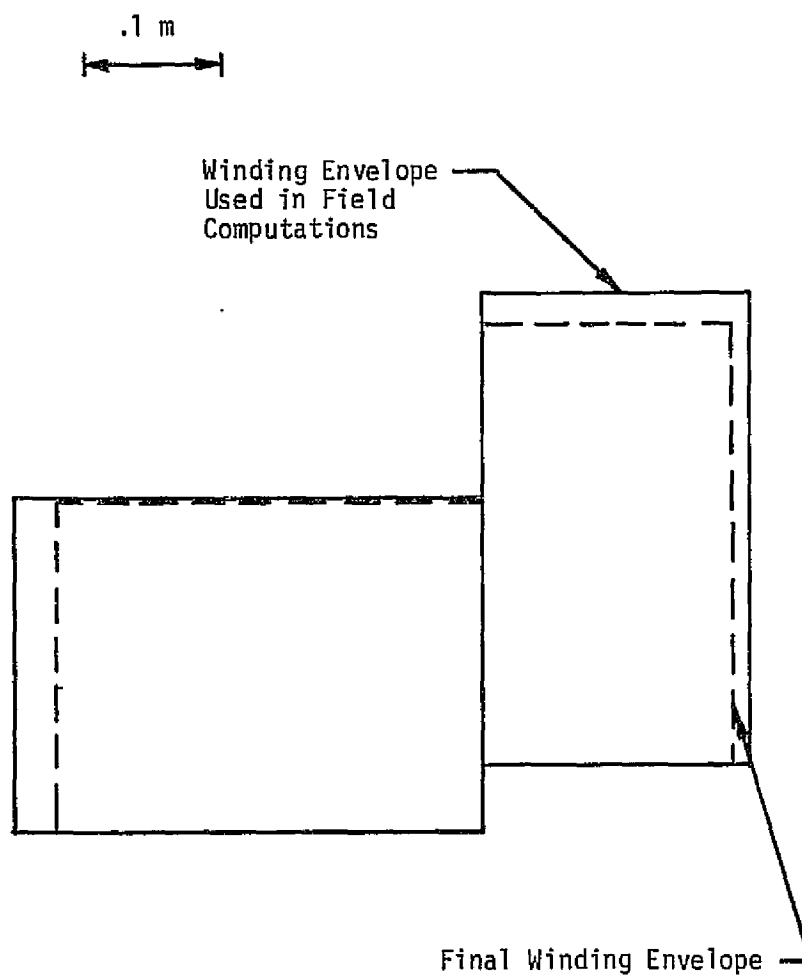 .1 m
Winding Envelope
Used in Field
Computations
Final Winding Envelope